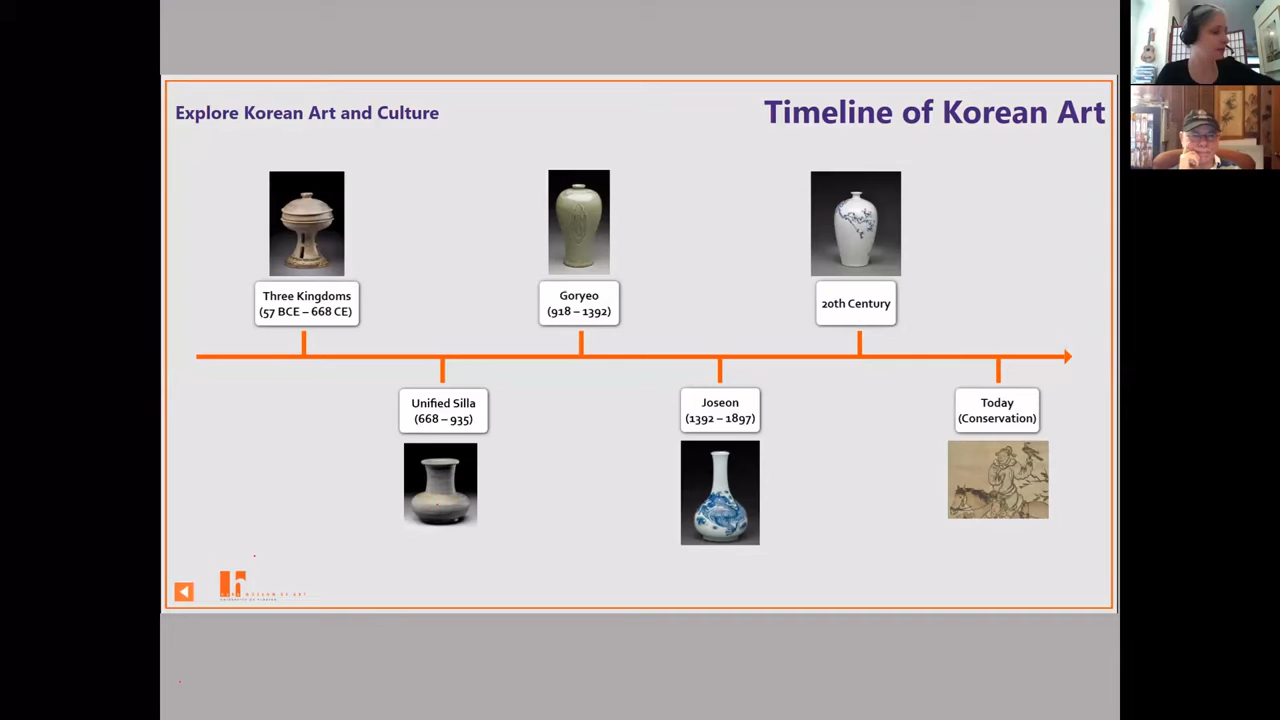 Explore Korean Art and Culture
Timeline of Korean Art
Three Kingdoms
(57 BCE – 668 CE)
Goryeo
(918 – 1392)
20th Century
Unified Silla
(668 – 935)
Joseon
(1392 – 1897)
Today
(Conservation)